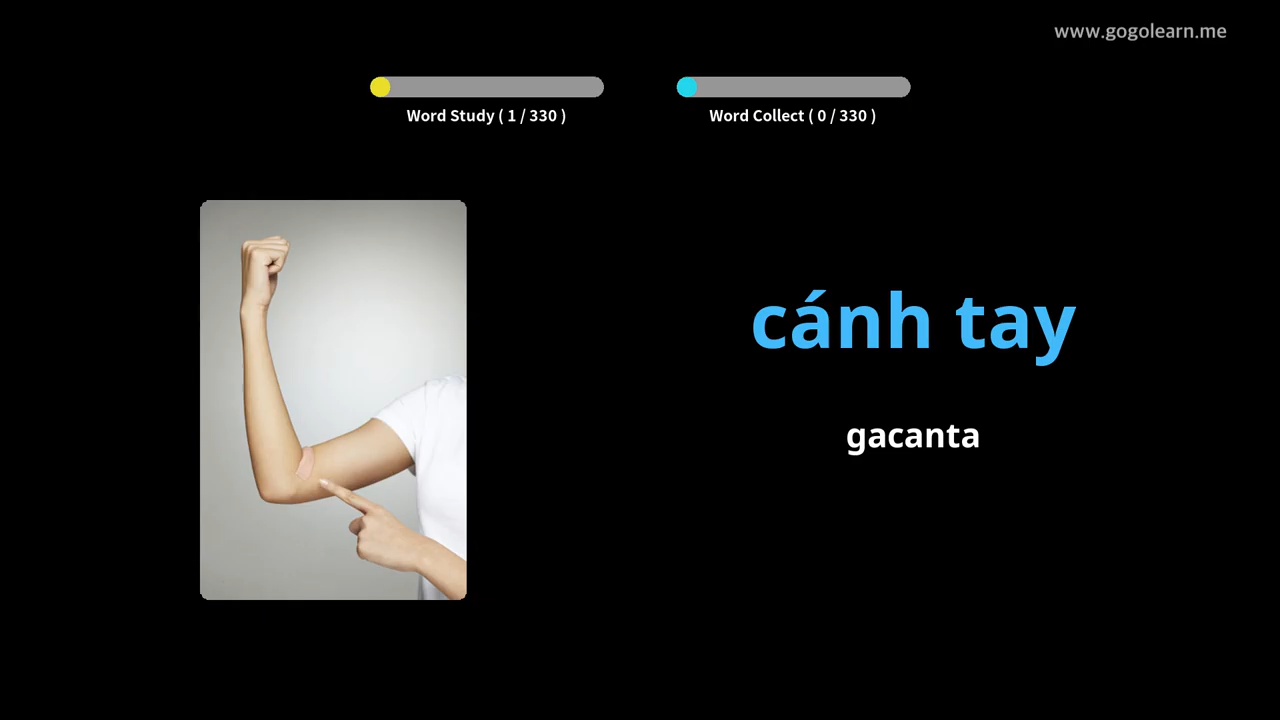 www.gogolearn.me
Word Study ( 1 / 330 )
Word Collect ( 0 / 330 )
cánh tay
gacanta